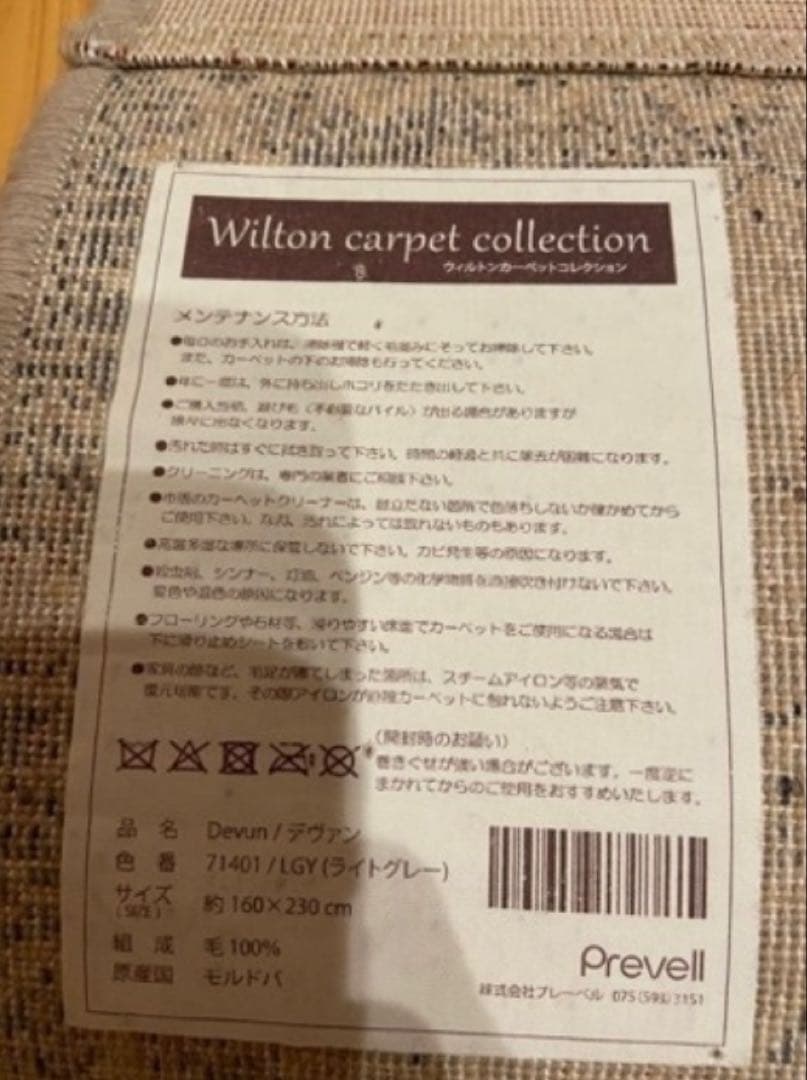 Wilton carpet collection
ウィルトンカーペットコレクション
メンテナンス方法
●毎日のお手入れは、掃除機で軽く毛並みにそってお掃除して下さい。
また、カーペットの下のお掃除も行ってください。
●年に一度は、外に持ち出しホコリをたたき出して下さい。
●ご購入当初、遊び毛（不必要なパイル）が出る場合がありますが
徐々に出なくなります。
●汚れた時はすぐに拭き取って下さい。時間の経過と共に除去が困難になります。
●クリーニングは、専門の業者にご相談下さい。
●市販のカーペットクリーナーは、目立たない箇所で色落ちしないか確かめてから
ご使用下さい。なお、汚れによっては取れないものもあります。
●高温多湿な場所に保管しないで下さい。カビ発生等の原因になります。
●殺虫剤、シンナー、灯油、ベンジン等の化学物質を直接吹き付けないで下さい。
変色や退色の原因になります。
●フローリングや石材等、滑りやすい床面でカーペットをご使用になる場合は
下に滑り止めシートを敷いて下さい。
●家具の跡など、毛足が寝てしまった箇所は、スチームアイロン等の蒸気で
復元可能です。その際アイロンが直接カーペットに触れないようご注意下さい。
（開封時のお願い）
巻きぐせが強い場合がございます。一度逆に
まかれてからのご使用をおすすめいたします。
品 名 Devun / デヴァン
色 番 71401 / LGY (ライトグレー)
サイズ 約 160×230 cm
(SIZE)
組 成 毛 100%
原産国 モルドバ
Prevell
株式会社プレーベル 075(593)3151